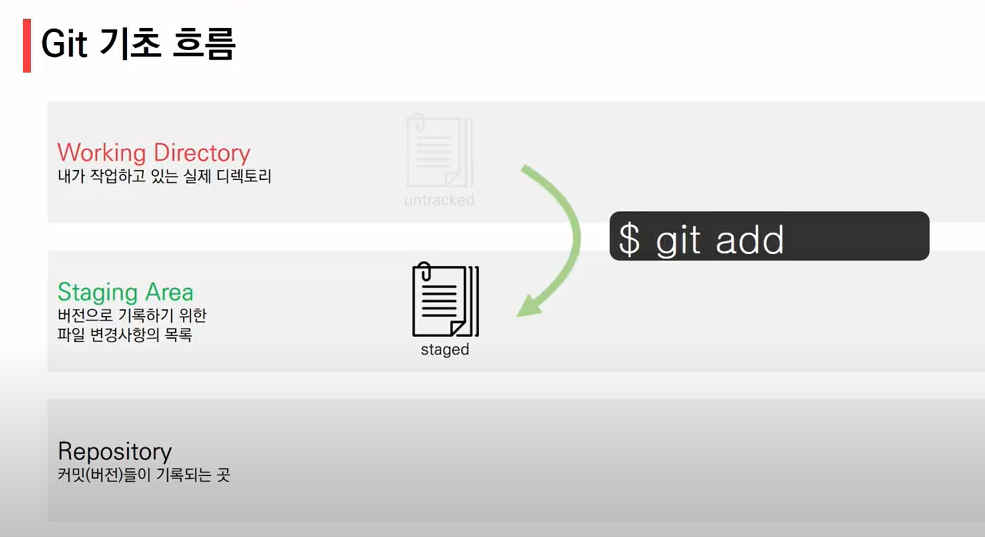 Git 기초 흐름
Working Directory
내가 작업하고 있는 실제 디렉토리
untracked
$ git add
Staging Area
버전으로 기록하기 위한
파일 변경사항의 목록
staged
Repository
커밋(버전)들이 기록되는 곳